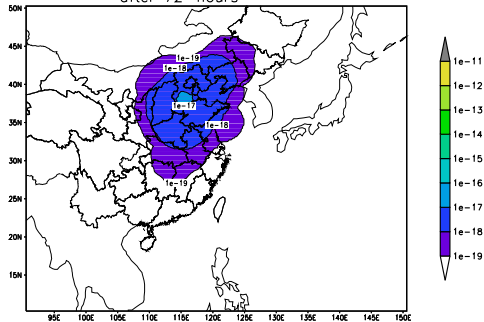 after 72 hours
50N
45N
40N
35N
30N
25N
20N
15N
95E 100E 105E 110E 115E 120E 125E 130E 135E 140E 145E 150E
1e-19
1e-18
1e-17
1e-18
1e-19
1e-11
1e-12
1e-13
1e-14
1e-15
1e-16
1e-17
1e-18
1e-19